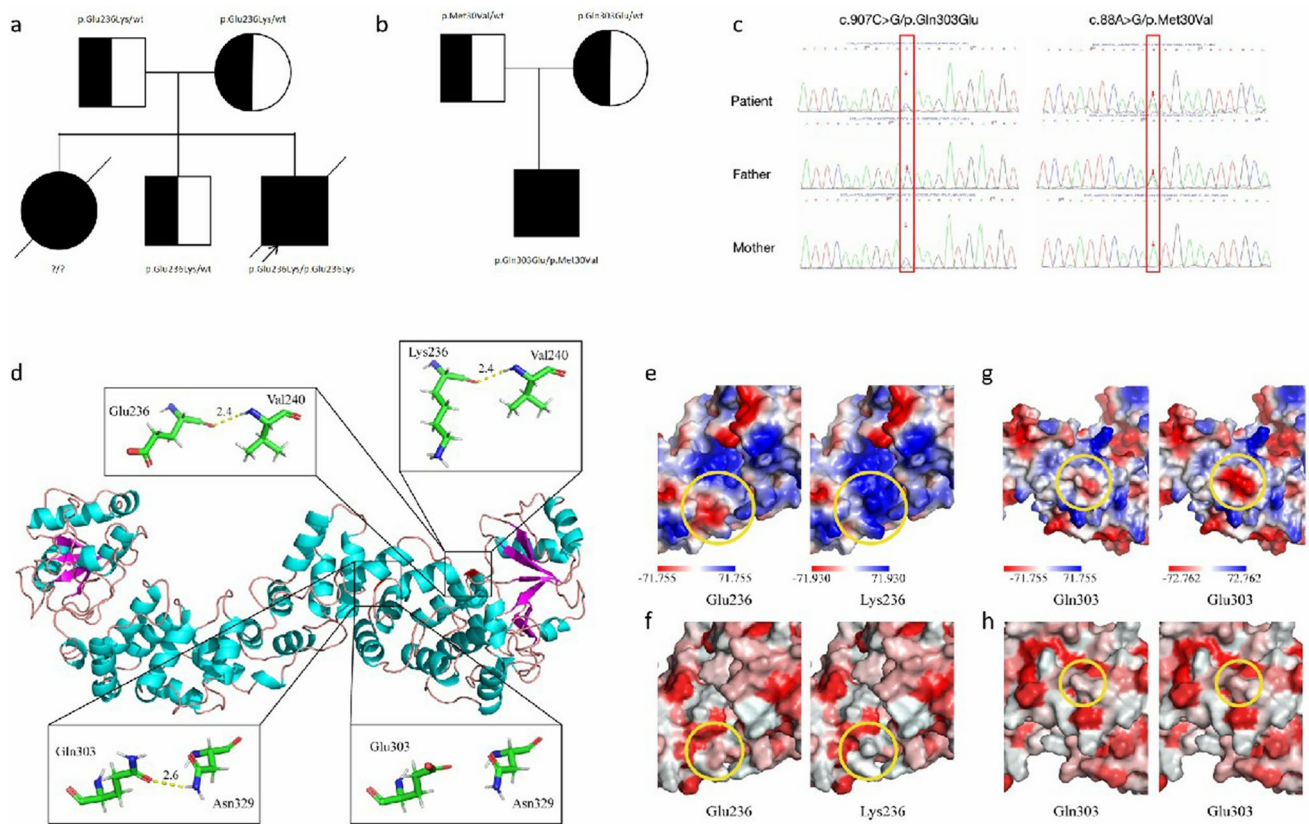 a
p.Glu236Lys/wt
p.Glu236Lys/wt
?/?
p.Glu236Lys/wt
p.Glu236Lys/p.Glu236Lys
b
p.Met30Val/wt
p.Gln303Glu/wt
p.Gln303Glu/p.Met30Val
c
c.907C>G/p.Gln303Glu
c.88A>G/p.Met30Val
Patient
Father
Mother
d
Glu236
2.4
Val240
Lys236
2.4
Val240
Gln303
2.6
Asn329
Glu303
Asn329
e
-71.755
71.755
Glu236
-71.930
71.930
Lys236
g
-71.755
71.755
Gln303
-72.762
72.762
Glu303
f
Glu236
Lys236
h
Gln303
Glu303